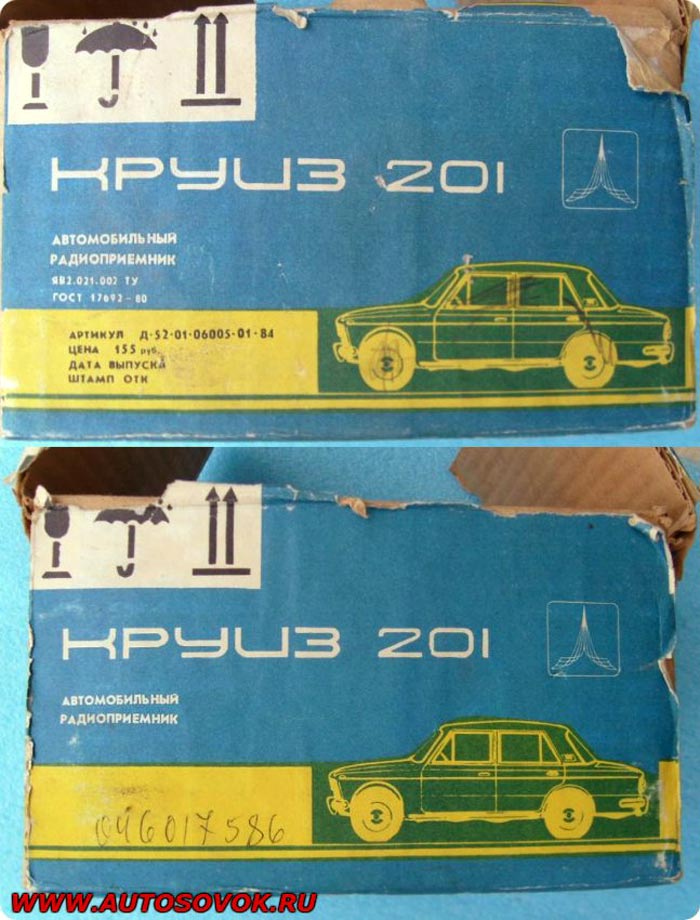 КРУИЗ 201
АВТОМОБИЛЬНЫЙ
РАДИОПРИЕМНИК
ЯВ2.021.002 ТУ
ГОСТ 17692-80
АРТИКУЛ Д-52-01-06005-01-84
ЦЕНА 155 руб.
ДАТА ВЫПУСКА
ШТАМП ОТК
КРУИЗ 201
АВТОМОБИЛЬНЫЙ
РАДИОПРИЕМНИК
046017586
WWW.AUTOSOVOK.RU